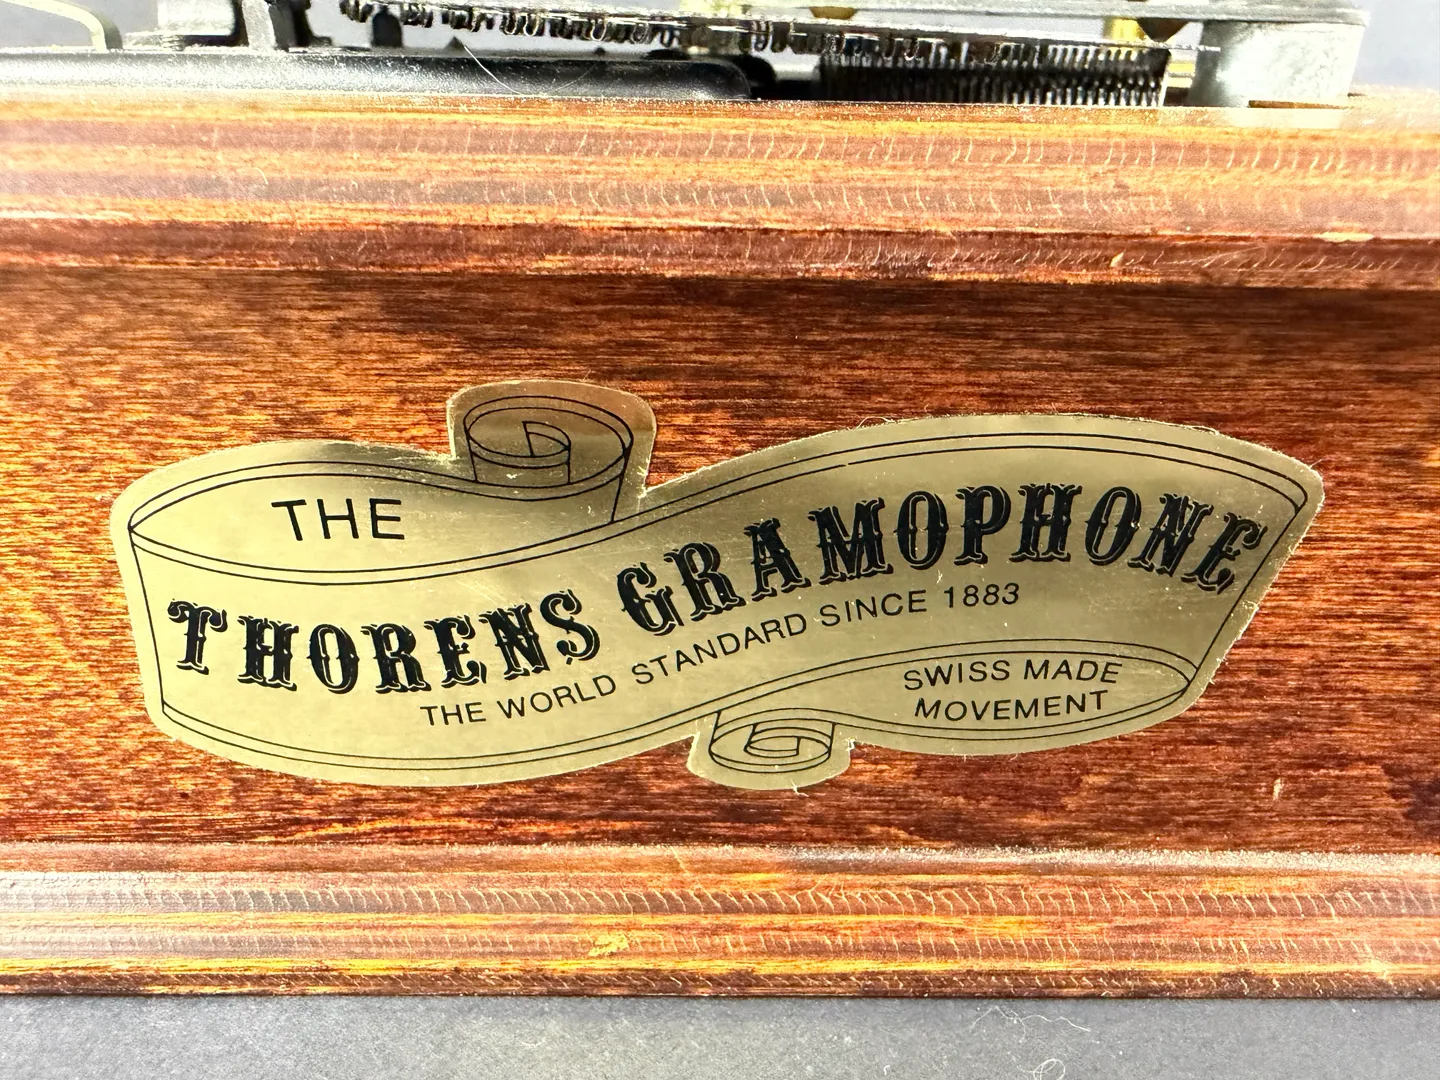 THE
THORENS GRAMOPHONE
THE WORLD STANDARD SINCE 1883
SWISS MADE
MOVEMENT